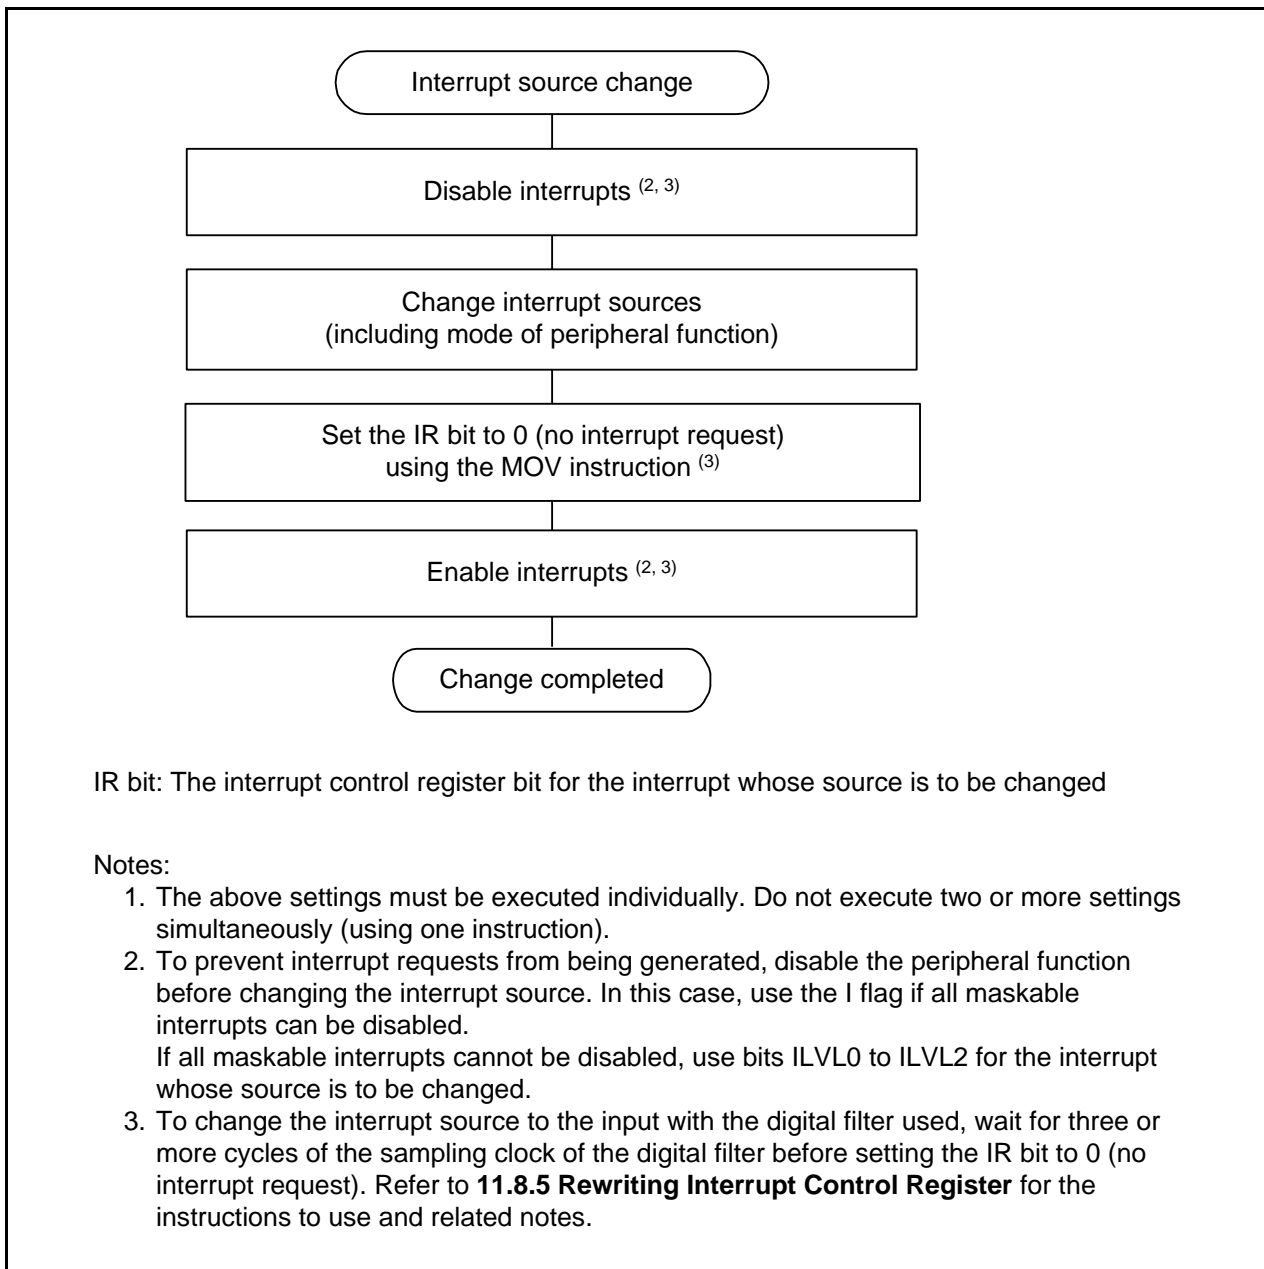 Interrupt source change
Disable interrupts (2, 3)
Change interrupt sources
(including mode of peripheral function)
Set the IR bit to 0 (no interrupt request)
using the MOV instruction (3)
Enable interrupts (2, 3)
Change completed
IR bit: The interrupt control register bit for the interrupt whose source is to be changed
Notes:
1. The above settings must be executed individually. Do not execute two or more settings
simultaneously (using one instruction).
2. To prevent interrupt requests from being generated, disable the peripheral function
before changing the interrupt source. In this case, use the I flag if all maskable
interrupts can be disabled.
If all maskable interrupts cannot be disabled, use bits ILVL0 to ILVL2 for the interrupt
whose source is to be changed.
3. To change the interrupt source to the input with the digital filter used, wait for three or
more cycles of the sampling clock of the digital filter before setting the IR bit to 0 (no
interrupt request). Refer to 11.8.5 Rewriting Interrupt Control Register for the
instructions to use and related notes.